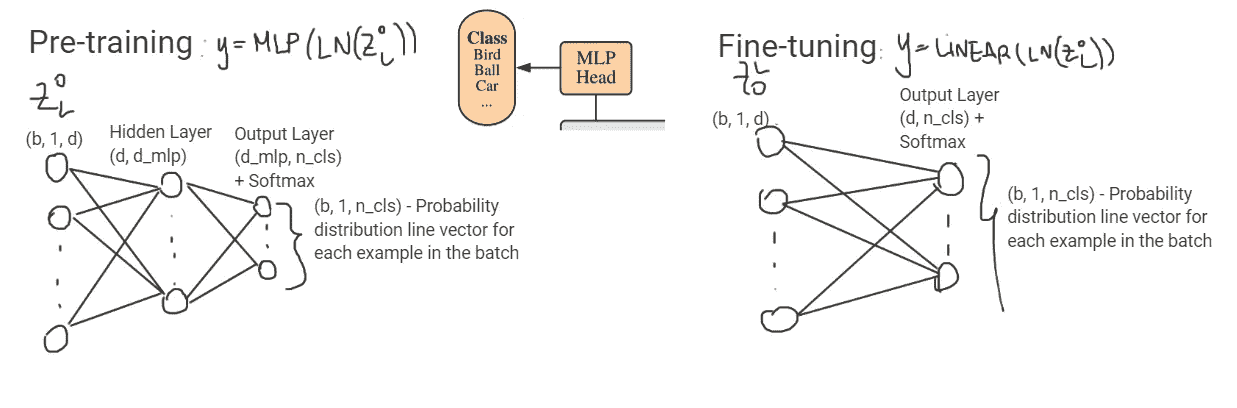 Pre-training : y = MLP(LN(z_L^0))
z_L^0
(b, 1, d)
Hidden Layer
(d, d_mlp)
Output Layer
(d_mlp, n_cls)
+ Softmax
(b, 1, n_cls) - Probability
distribution line vector for
each example in the batch
Class
Bird
Ball
Car
...
MLP
Head
Fine-tuning: y = LINEAR(LN(z_L^0))
z_0^L
(b, 1, d)
Output Layer
(d, n_cls) +
Softmax
(b, 1, n_cls) - Probability
distribution line vector for
each example in the batch